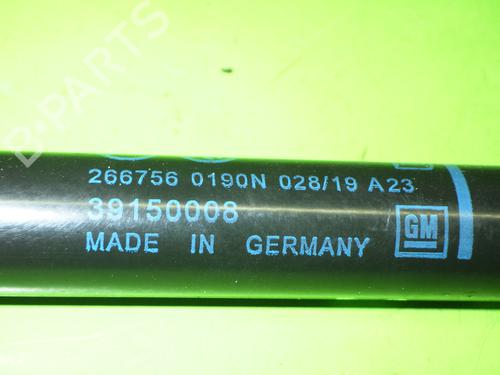 B-PARTS
266756 0190N 028/19 A23
39150008
MADE IN GERMANY
GM